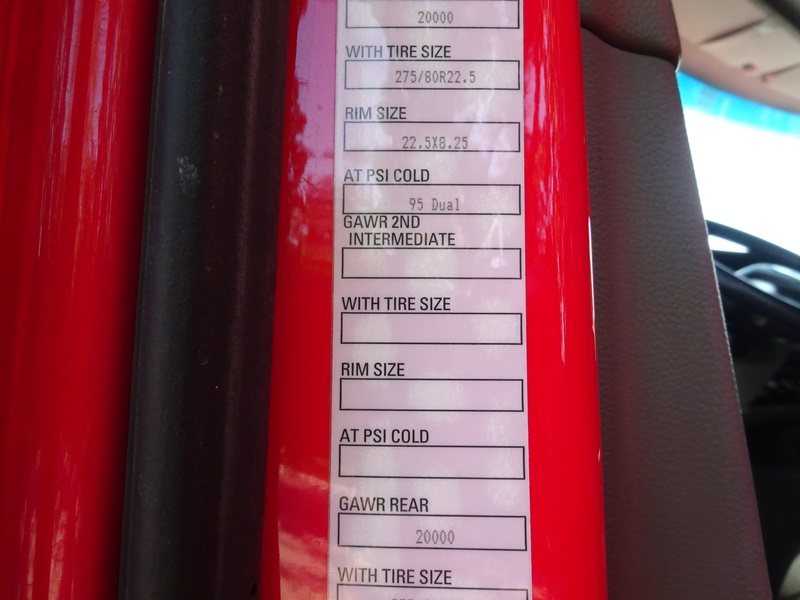 20000
WITH TIRE SIZE
275/80R22.5
RIM SIZE
22.5X8.25
AT PSI COLD
95 Dual
GAWR 2ND
INTERMEDIATE
WITH TIRE SIZE
RIM SIZE
AT PSI COLD
GAWR REAR
20000
WITH TIRE SIZE